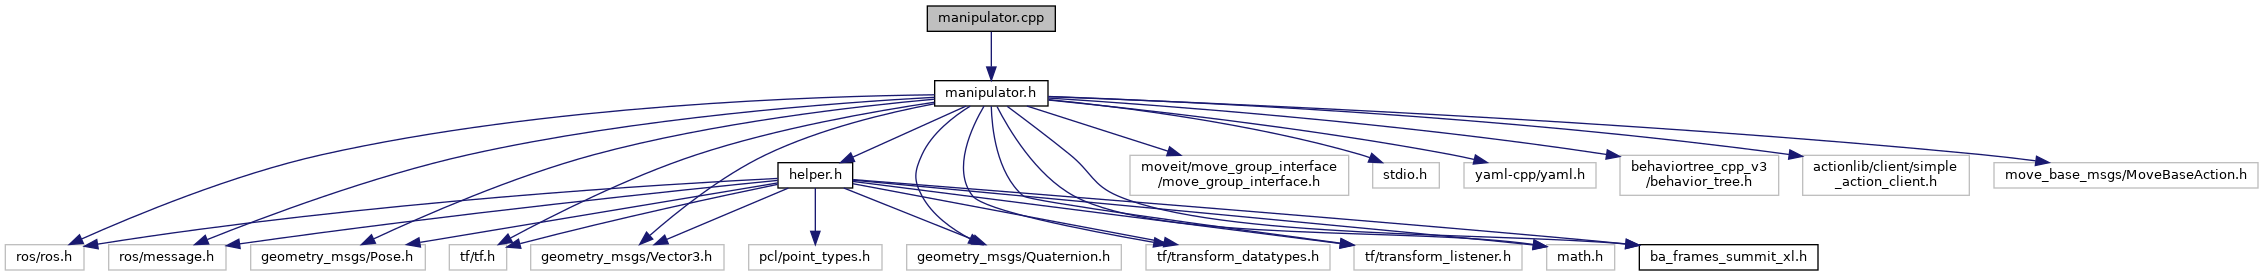 manipulator.cpp
manipulator.h
helper.h
moveit/move_group_interface
/move_group_interface.h
stdio.h
yaml-cpp/yaml.h
behaviortree_cpp_v3
/behavior_tree.h
actionlib/client/simple
_action_client.h
move_base_msgs/MoveBaseAction.h
ros/ros.h
ros/message.h
geometry_msgs/Pose.h
tf/tf.h
geometry_msgs/Vector3.h
pcl/point_types.h
geometry_msgs/Quaternion.h
tf/transform_datatypes.h
tf/transform_listener.h
math.h
ba_frames_summit_xl.h